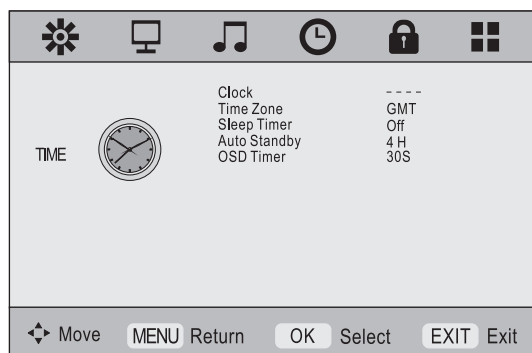 Clock - - - -
Time Zone GMT
Sleep Timer Off
Auto Standby 4 H
OSD Timer 30S
TIME
Move MENU Return OK Select EXIT Exit